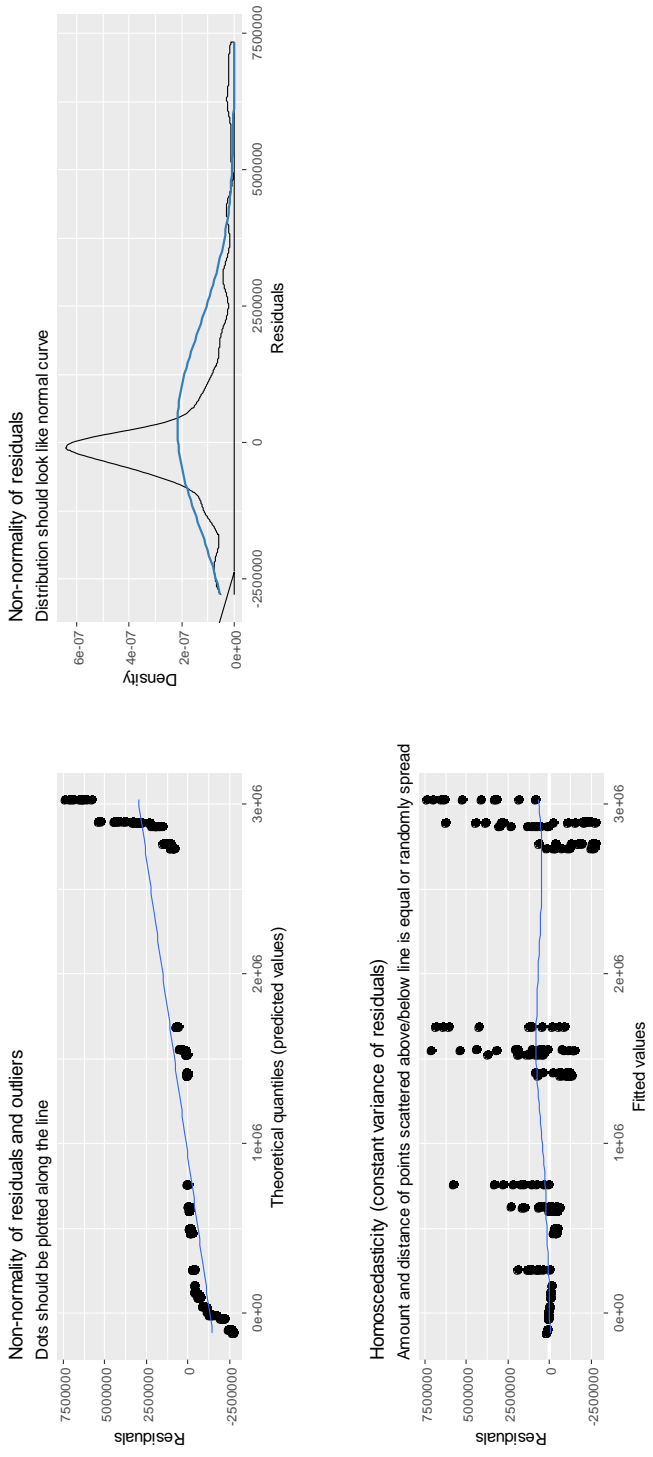 Non-normality of residuals and outliers
Dots should be plotted along the line
7500000
5000000
2500000
0
-2500000
Residuals
0e+00
1e+06
2e+06
3e+06
Theoretical quantiles (predicted values)
Non-normality of residuals
Distribution should look like normal curve
6e-07
4e-07
2e-07
0e+00
Density
-2500000
0
2500000
5000000
7500000
Residuals
Homoscedasticity (constant variance of residuals)
Amount and distance of points scattered above/below line is equal or randomly spread
7500000
5000000
2500000
0
-2500000
Residuals
0e+00
1e+06
2e+06
3e+06
Fitted values